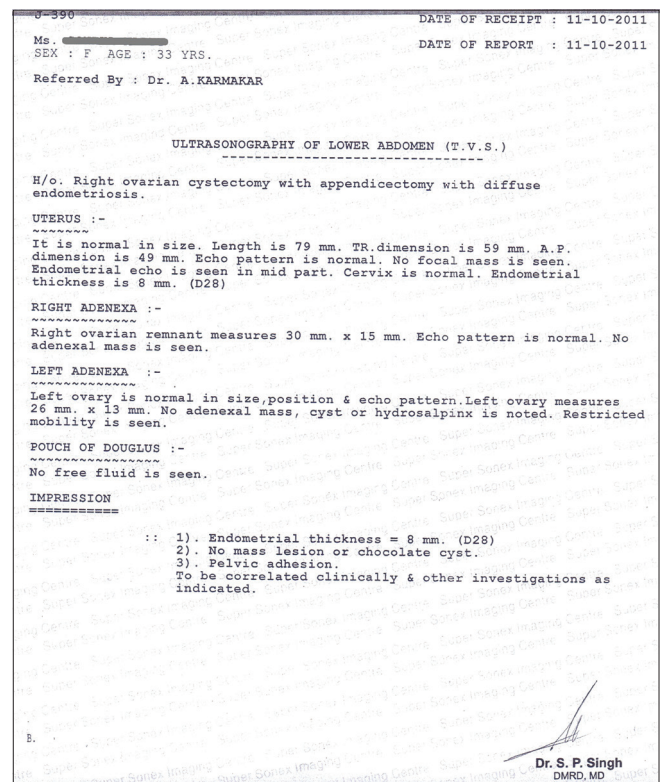 J-390
DATE OF RECEIPT : 11-10-2011
Ms.
DATE OF REPORT : 11-10-2011
SEX : F AGE : 33 YRS.
Referred By : Dr. A.KARMAKAR
ULTRASONOGRAPHY OF LOWER ABDOMEN (T.V.S.)
H/o. Right ovarian cystectomy with appendicectomy with diffuse
endometriosis.
UTERUS :-
It is normal in size. Length is 79 mm. TR.dimension is 59 mm. A.P.
dimension is 49 mm. Echo pattern is normal. No focal mass is seen.
Endometrial echo is seen in mid part. Cervix is normal. Endometrial
thickness is 8 mm. (D28)
RIGHT ADENEXA :-
Right ovarian remnant measures 30 mm. x 15 mm. Echo pattern is normal. No
adenexal mass is seen.
LEFT ADENEXA :-
Left ovary is normal in size,position & echo pattern.Left ovary measures
26 mm. x 13 mm. No adenexal mass, cyst or hydrosalpinx is noted. Restricted
mobility is seen.
POUCH OF DOUGLUS :-
No free fluid is seen.
IMPRESSION
:: 1). Endometrial thickness = 8 mm. (D28)
2). No mass lesion or chocolate cyst.
3). Pelvic adhesion.
To be correlated clinically & other investigations as
indicated.
B.
Dr. S. P. Singh
DMRD, MD